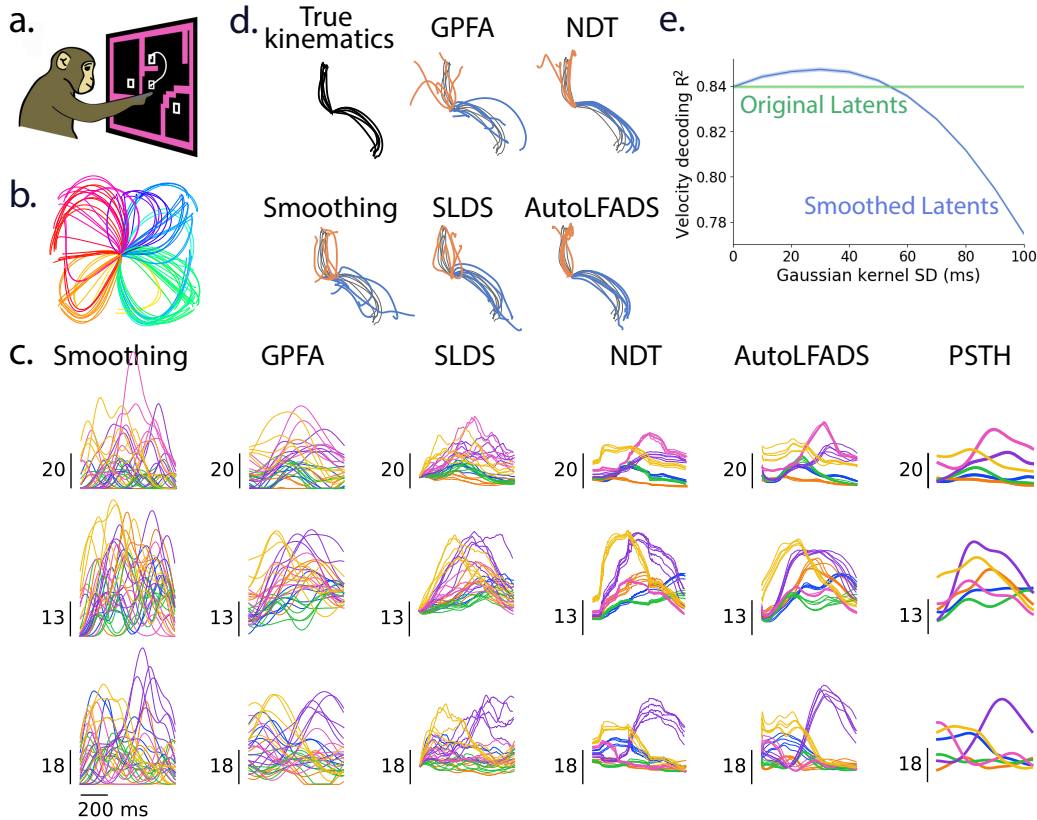 a.
b.
d.
True
kinematics
GPFA
NDT
Smoothing
SLDS
AutoLFADS
e.
Velocity decoding R²
0.84
0.82
0.80
0.78
Original Latents
Smoothed Latents
0
20
40
60
80
100
Gaussian kernel SD (ms)
c.
Smoothing
GPFA
SLDS
NDT
AutoLFADS
PSTH
20
20
20
20
20
20
13
13
13
13
13
13
18
18
18
18
18
18
200 ms